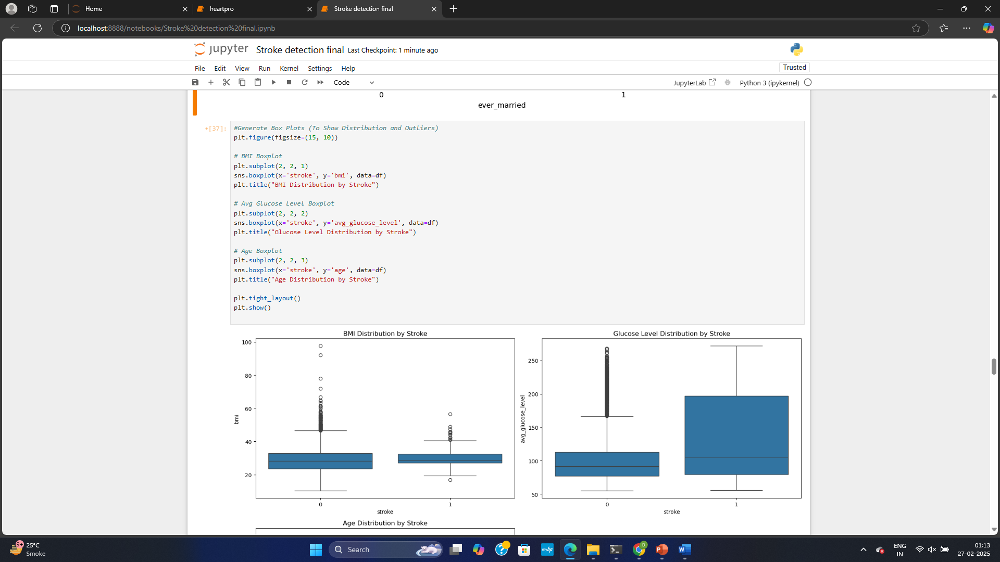 Home
heartpro
Stroke detection final
localhost:8888/notebooks/Stroke%20detection%20final.ipynb
jupyter Stroke detection final Last Checkpoint: 1 minute ago
File Edit View Run Kernel Settings Help
Trusted
Code
JupyterLab
Python 3 (ipykernel)
0 1
ever_married
•[37]:
#Generate Box Plots (To Show Distribution and Outliers)
plt.figure(figsize=(15, 10))
# BMI Boxplot
plt.subplot(2, 2, 1)
sns.boxplot(x='stroke', y='bmi', data=df)
plt.title("BMI Distribution by Stroke")
# Avg Glucose Level Boxplot
plt.subplot(2, 2, 2)
sns.boxplot(x='stroke', y='avg_glucose_level', data=df)
plt.title("Glucose Level Distribution by Stroke")
# Age Boxplot
plt.subplot(2, 2, 3)
sns.boxplot(x='stroke', y='age', data=df)
plt.title("Age Distribution by Stroke")
plt.tight_layout()
plt.show()
BMI Distribution by Stroke
100
80
60
40
20
bmi
0 1
stroke
Glucose Level Distribution by Stroke
250
200
150
100
50
avg_glucose_level
0 1
stroke
Age Distribution by Stroke
9+
25°C
Smoke
Search
myhp
D
P
W
ENG
IN
01:13
27-02-2025